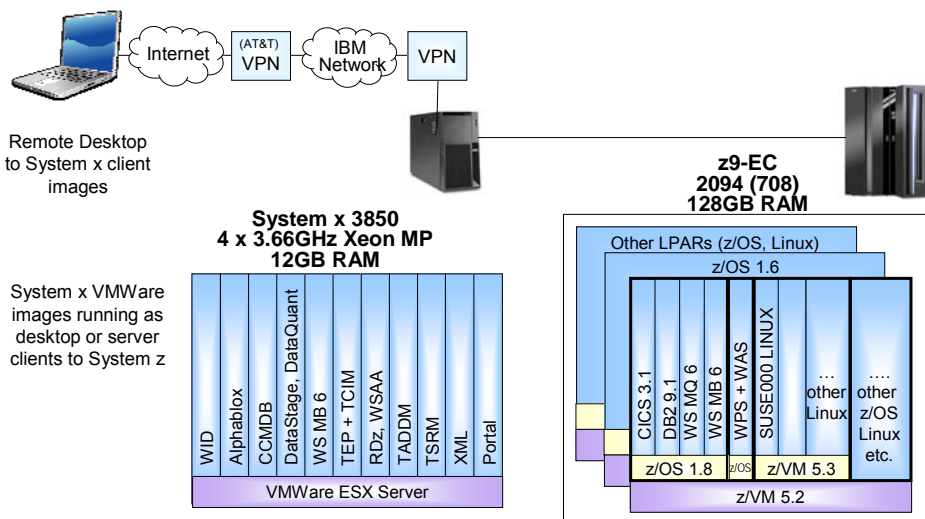 Internet
(AT&T)
VPN
IBM
Network
VPN
Remote Desktop
to System x client
images
z9-EC
2094 (708)
128GB RAM
System x 3850
4 x 3.66GHz Xeon MP
12GB RAM
System x VMWare
images running as
desktop or server
clients to System z
WID
Alphablox
CCMDB
DataStage, DataQuant
WS MB 6
TEP + TCIM
RDz, WSAA
TADDM
TSRM
XML
Portal
VMWare ESX Server
Other LPARs (z/OS, Linux)
z/OS 1.6
CICS 3.1
DB2 9.1
WS MQ 6
WS MB 6
WPS + WAS
SUSE000 LINUX
...
other
Linux
....
other
z/OS
Linux
etc.
z/OS 1.8
z/OS
z/VM 5.3
z/VM 5.2